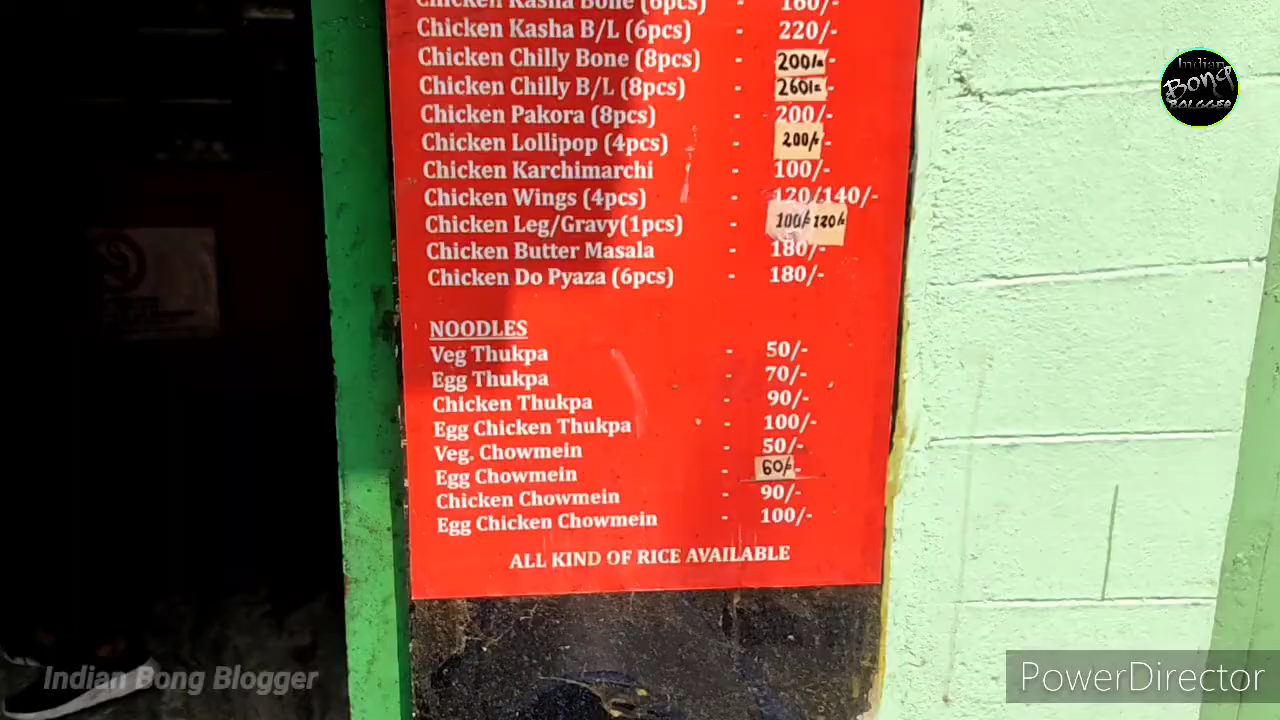 Chicken Kasha Bone (6pcs) - 160/-
Chicken Kasha B/L (6pcs) - 220/-
Chicken Chilly Bone (8pcs) - 200/-
Chicken Chilly B/L (8pcs) - 260/-
Chicken Pakora (8pcs) - 200/-
Chicken Lollipop (4pcs) - 200/-
Chicken Karchimarchi - 100/-
Chicken Wings (4pcs) - 120/140/-
Chicken Leg/Gravy(1pcs) - 100/- 120/-
Chicken Butter Masala - 180/-
Chicken Do Pyaza (6pcs) - 180/-
NOODLES
Veg Thukpa - 50/-
Egg Thukpa - 70/-
Chicken Thukpa - 90/-
Egg Chicken Thukpa - 100/-
Veg. Chowmein - 50/-
Egg Chowmein - 60/-
Chicken Chowmein - 90/-
Egg Chicken Chowmein - 100/-
ALL KIND OF RICE AVAILABLE
Indian
Bong
BOLGGER
Indian Bong Blogger
PowerDirector